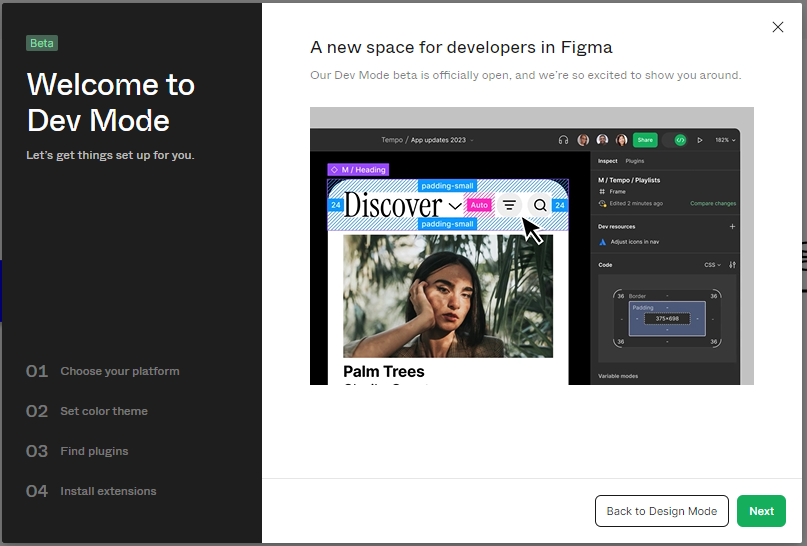 Beta
Welcome to
Dev Mode
Let's get things set up for you.
01 Choose your platform
02 Set color theme
03 Find plugins
04 Install extensions
A new space for developers in Figma
Our Dev Mode beta is officially open, and we're so excited to show you around.
Tempo / App updates 2023
Share
182%
M / Heading
padding-small
24
Discover
Auto
24
padding-small
Palm Trees
Inspect Plugins
M / Tempo / Playlists
Frame
Edited 2 minutes ago
Compare changes
Dev resources
Adjust icons in nav
Code
CSS
36 Border 36
Padding
375×698
36 36
Variable modes
Back to Design Mode
Next